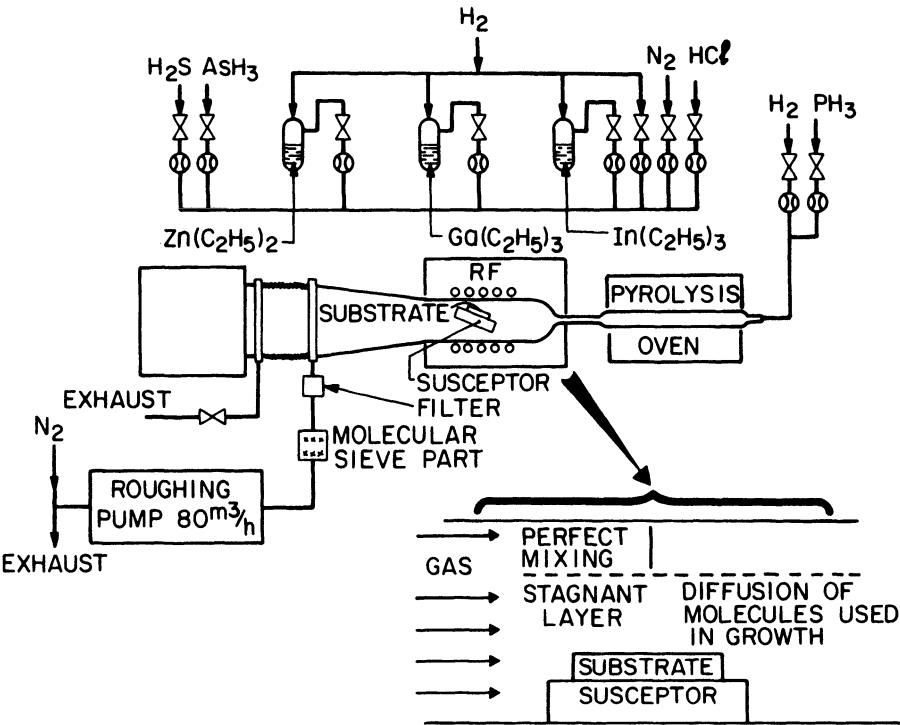 H2
H2S AsH3
N2 HCl
H2 PH3
Zn(C2H5)2
Ga(C2H5)3
In(C2H5)3
RF
SUBSTRATE
PYROLYSIS
OVEN
SUSCEPTOR
FILTER
EXHAUST
N2
MOLECULAR
SIEVE PART
ROUGHING
PUMP 80m3/h
EXHAUST
GAS
PERFECT
MIXING
STAGNANT
LAYER
DIFFUSION OF
MOLECULES USED
IN GROWTH
SUBSTRATE
SUSCEPTOR